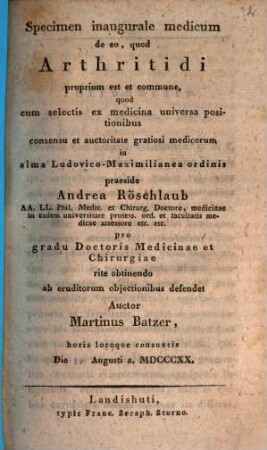 Specimen inaugurale medicum
de eo, quod
Arthritidi
proprium est et commune,
quod
cum selectis ex medicina universa posi-
tionibus
consensu et auctoritate gratiosi medicorum
in
alma Ludovico-Maximilianea ordinis
praeside
Andrea Röschlaub
AA. LL. Phil. Medic. et Chirurg. Doctore, medicinae
in eadem universitate profess. ord. et facultatis me-
dicae assessore etc. etc.
pro
gradu Doctoris Medicinae et
Chirurgiae
rite obtinendo
ab eruditorum objectionibus defendet
Auctor
Martinus Batzer,
horis locoque consuetis
Die Augusti a. MDCCCXX.
Landishuti,
typis Franc. Seraph. Storno.